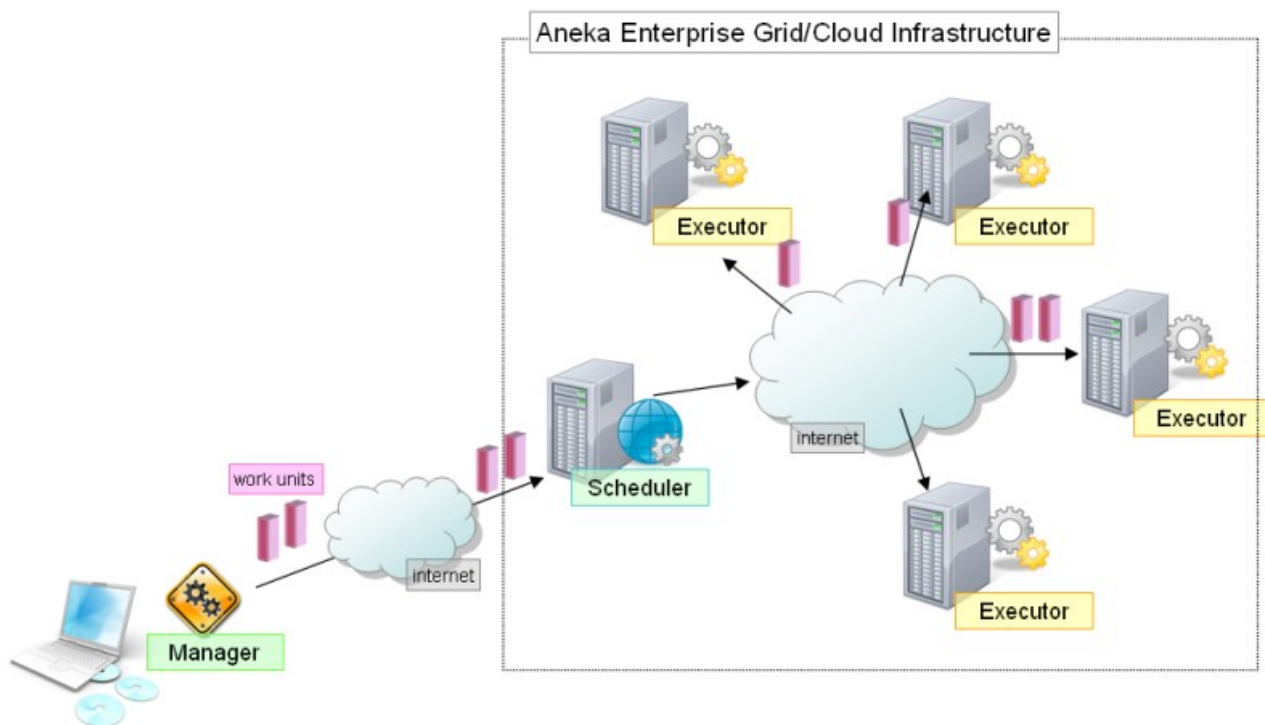 Aneka Enterprise Grid/Cloud Infrastructure
Executor
Executor
Executor
internet
Scheduler
work units
internet
Executor
Manager